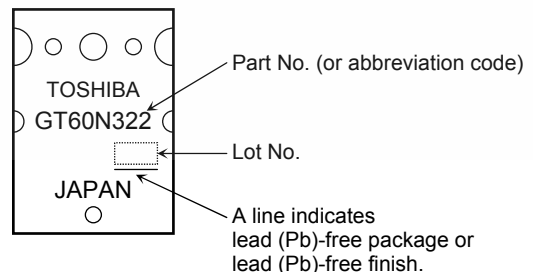 TOSHIBA
GT60N322
JAPAN
Part No. (or abbreviation code)
Lot No.
A line indicates
lead (Pb)-free package or
lead (Pb)-free finish.